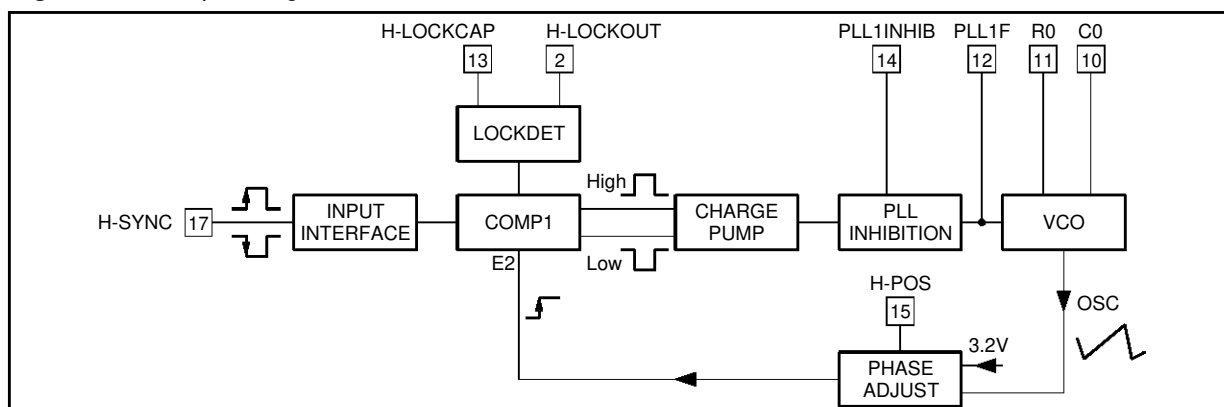 H-LOCKCAP H-LOCKOUT PLL1INHIB PLL1F R0 C0
13 2 14 12 11 10
LOCKDET
High
H-SYNC 17 INPUT INTERFACE COMP1 CHARGE PUMP PLL INHIBITION VCO
E2 Low
H-POS
15
OSC
3.2V
PHASE
ADJUST